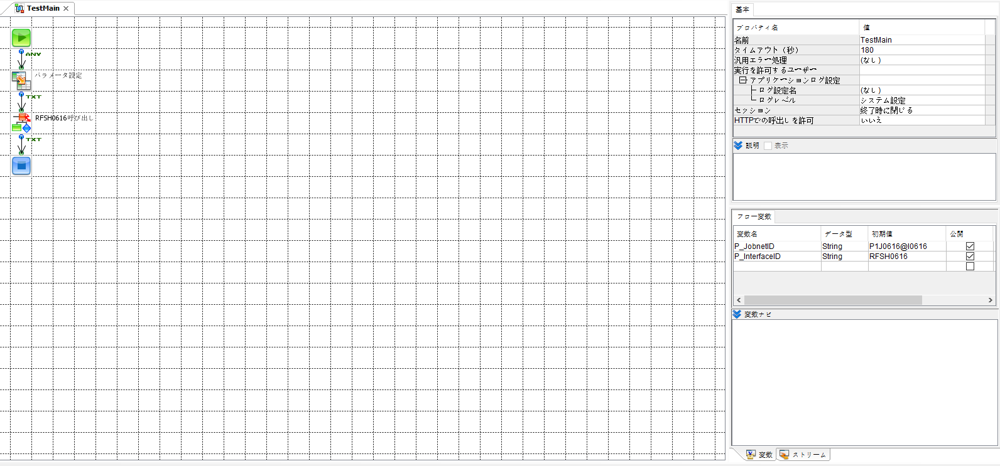 TestMain
ANY
パラメータ設定
TXT
RFSH0616呼び出し
TXT
基本
プロパティ名 値
名前 TestMain
タイムアウト（秒） 180
汎用エラー処理 (なし)
実行を許可するユーザー
アプリケーションログ設定
ログ設定名 (なし)
ログレベル システム設定
セッション 終了時に閉じる
HTTPでの呼出しを許可 いいえ
説明 表示
フロー変数
変数名 データ型 初期値 公開
P_JobnetID String P1J0616@I0616
P_InterfaceID String RFSH0616
変数ナビ
変数 ストリーム